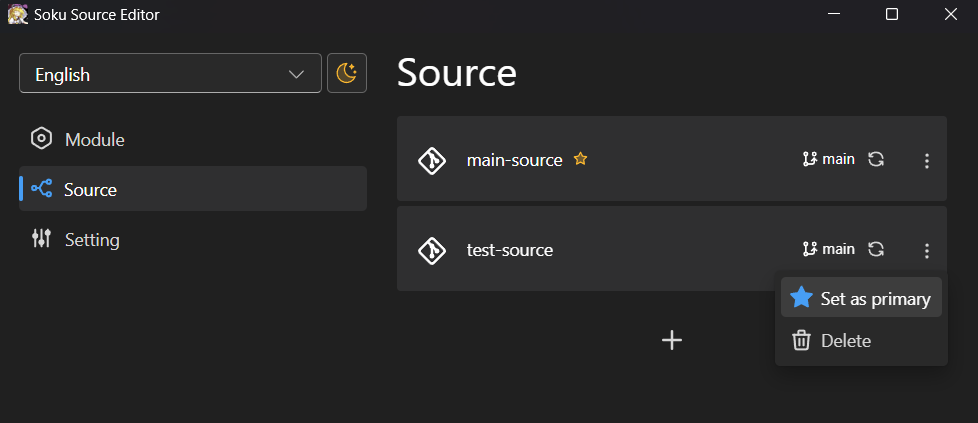 Soku Source Editor
English
Module
Source
Setting
Source
main-source
main
test-source
main
Set as primary
Delete